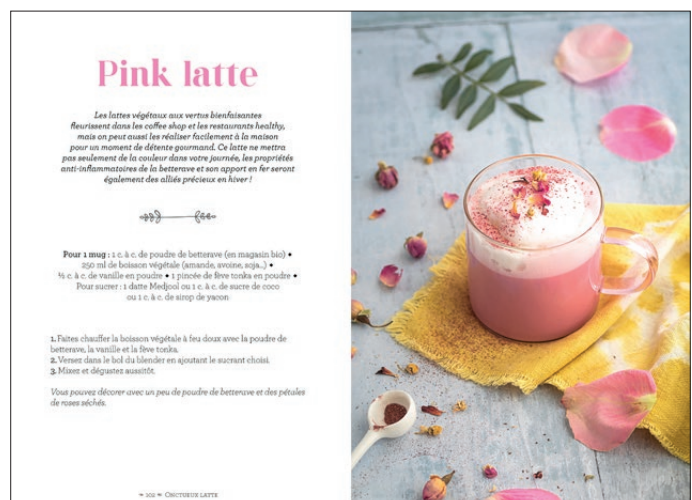 Pink latte
Les lattes végétaux aux vertus bienfaisantes
fleurissent dans les coffee shop et les restaurants healthy,
mais on peut aussi les réaliser facilement à la maison
pour un moment de détente gourmand. Ce latte ne mettra
pas seulement de la couleur dans votre journée, les propriétés
anti-inflammatoires de la betterave et son apport en fer seront
également des alliés précieux en hiver !
Pour 1 mug : 1 c. à c. de poudre de betterave (en magasin bio) ♦
250 ml de boisson végétale (amande, avoine, soja...) ♦
½ c. à c. de vanille en poudre ♦ 1 pincée de fève tonka en poudre ♦
Pour sucrer : 1 datte Medjool ou 1 c. à c. de sucre de coco
ou 1 c. à c. de sirop de yacon
1. Faites chauffer la boisson végétale à feu doux avec la poudre de
betterave, la vanille et la fève tonka.
2. Versez dans le bol du blender en ajoutant le sucrant choisi.
3. Mixez et dégustez aussitôt.
Vous pouvez décorer avec un peu de poudre de betterave et des pétales
de roses séchés.
102 Onctueux latte